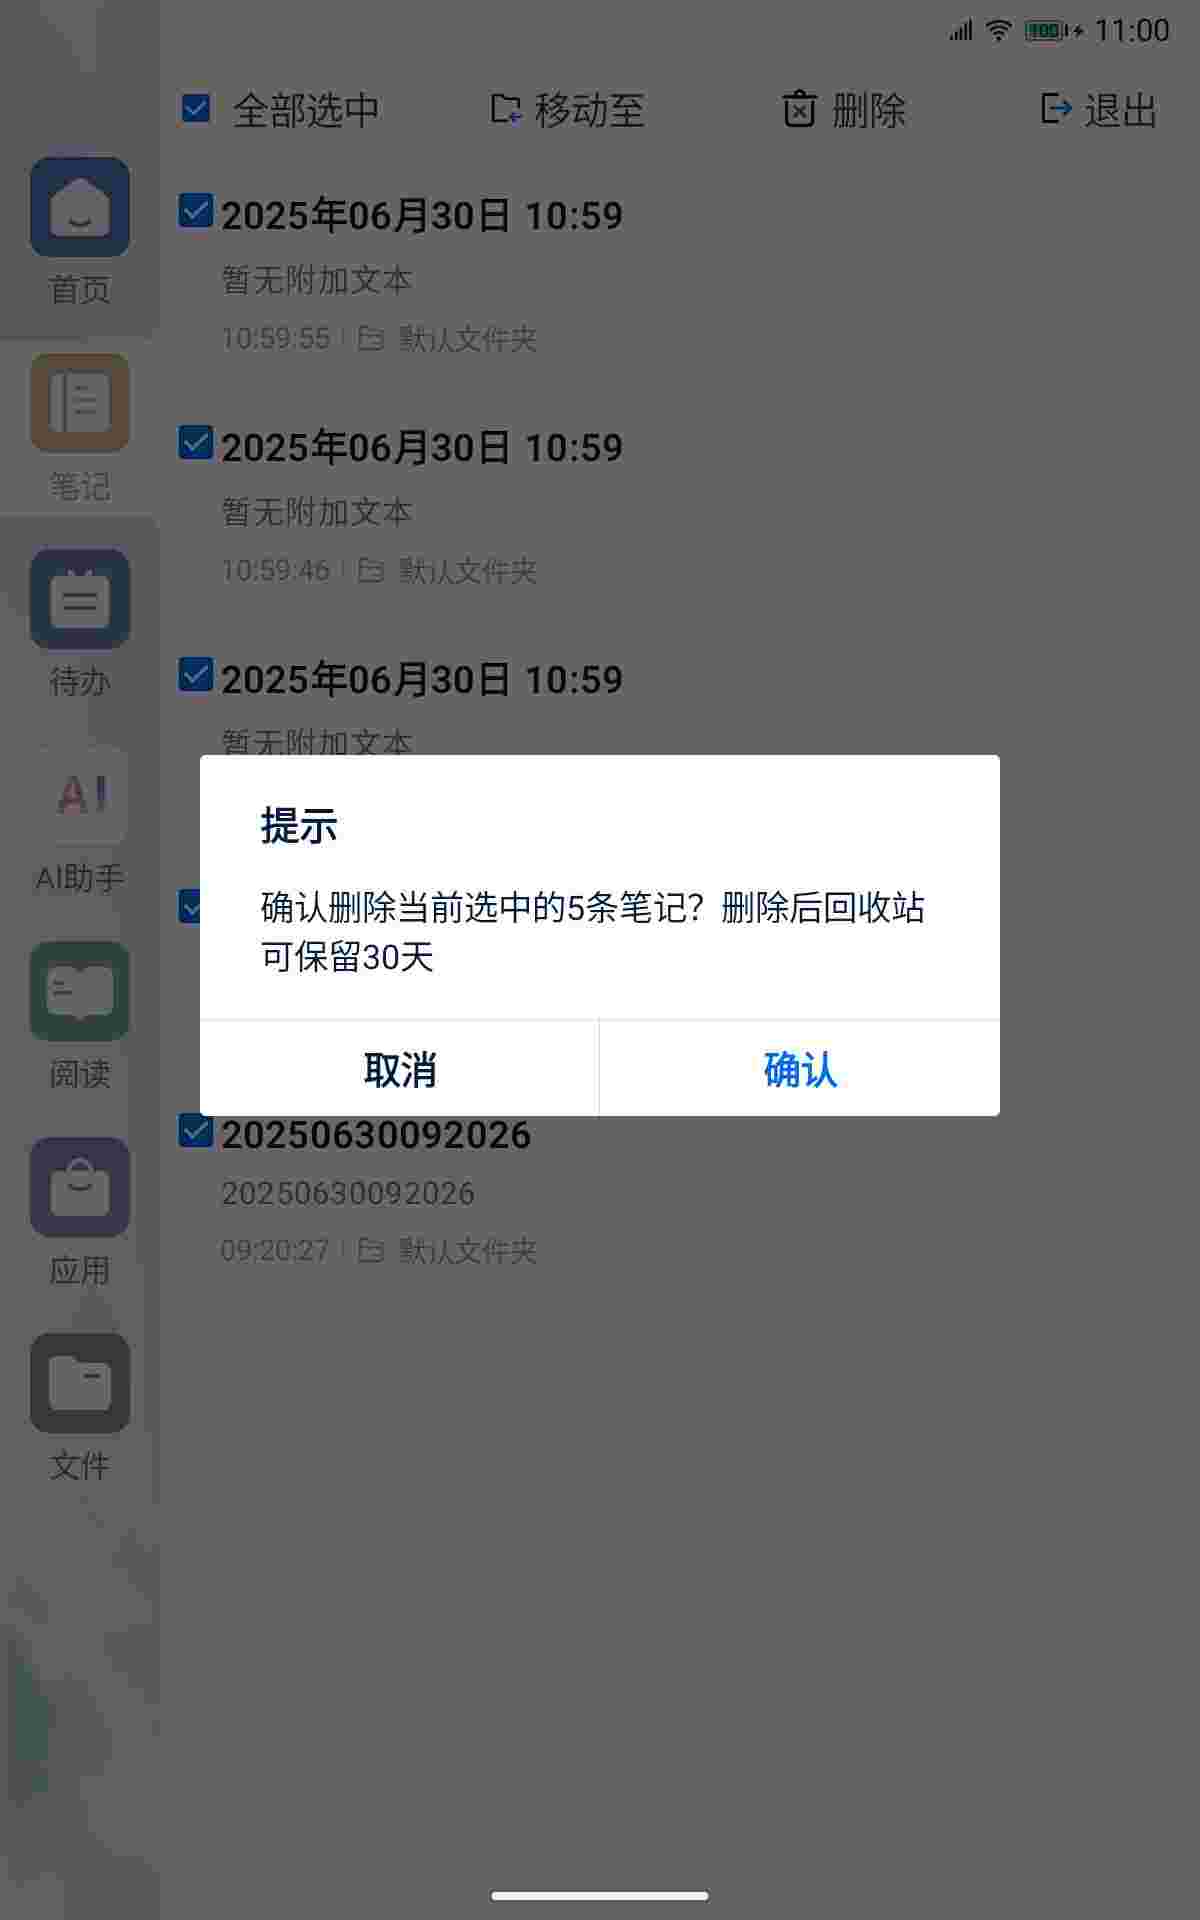 100 11:00
全部选中 移动至 删除 退出
首页
笔记
待办
AI
AI助手
阅读
应用
文件
2025年06月30日 10:59
暂无附加文本
10:59:55 默认文件夹
2025年06月30日 10:59
暂无附加文本
10:59:46 默认文件夹
2025年06月30日 10:59
暂无附加文本
提示
确认删除当前选中的5条笔记？删除后回收站
可保留30天
取消 确认
20250630092026
20250630092026
09:20:27 默认文件夹